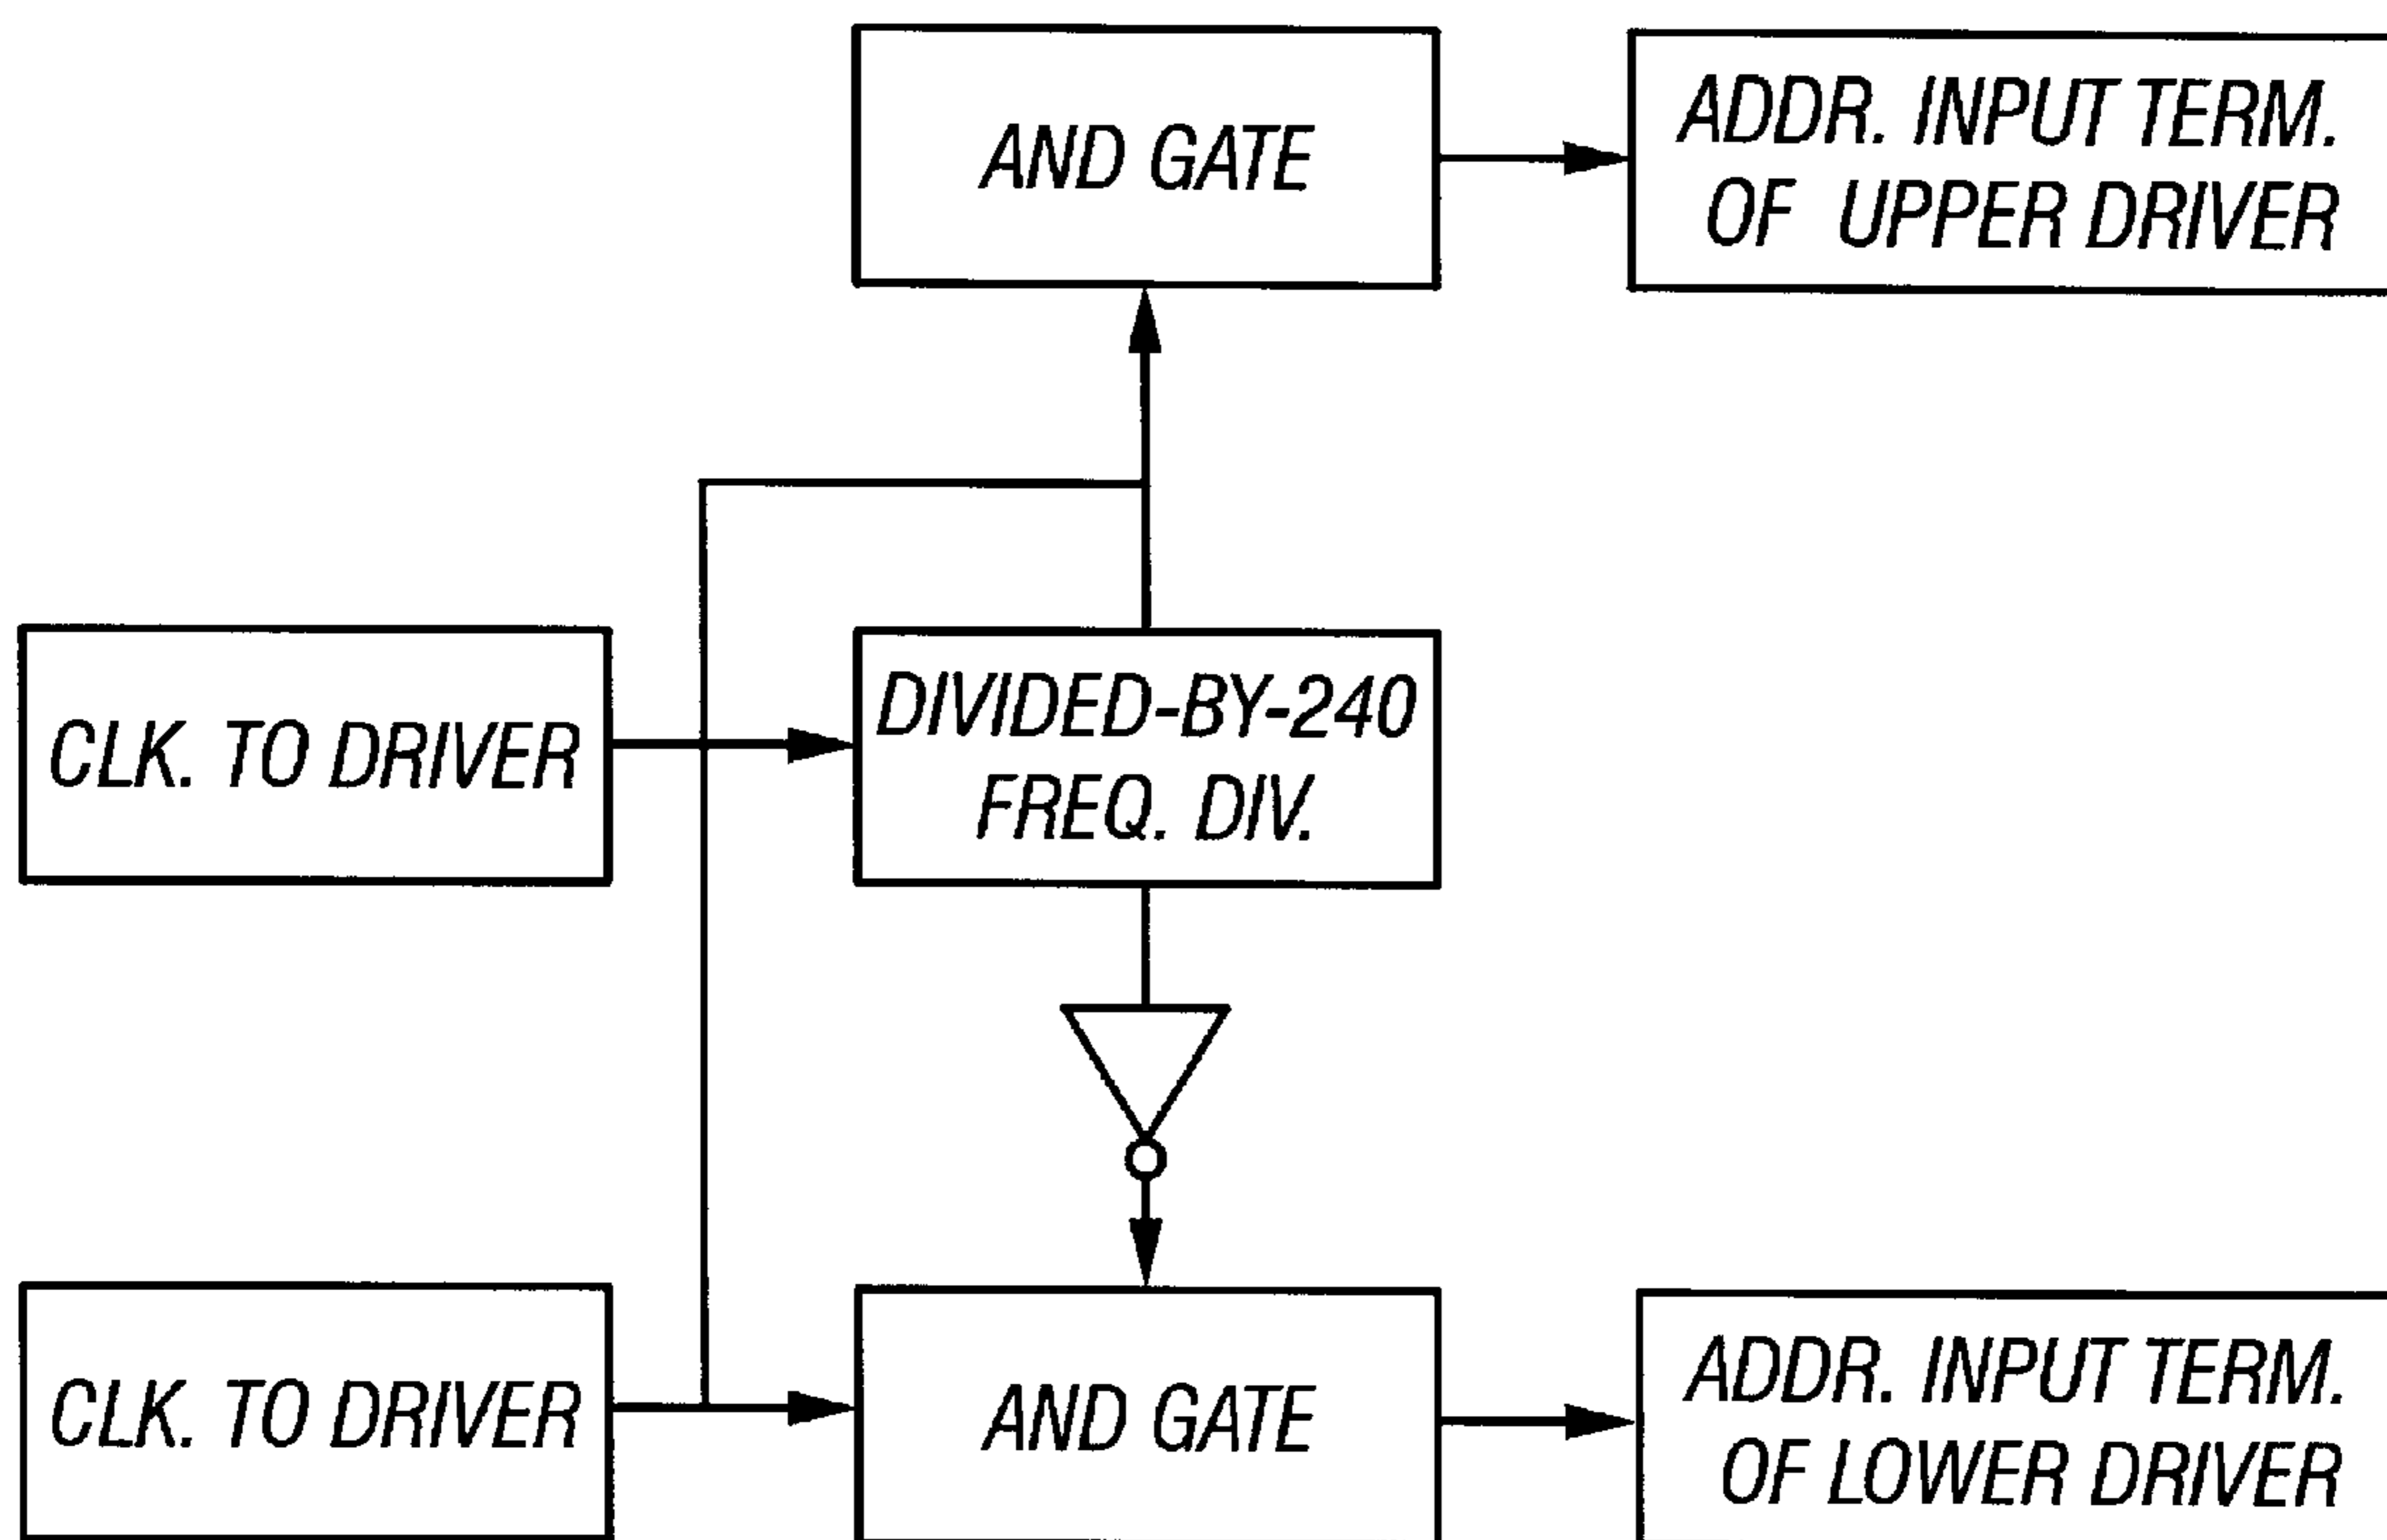 AND GATE
ADDR. INPUT TERM.
OF UPPER DRIVER
CLK. TO DRIVER
DIVIDED-BY-240
FREQ. DIV.
CLK. TO DRIVER
AND GATE
ADDR. INPUT TERM.
OF LOWER DRIVER